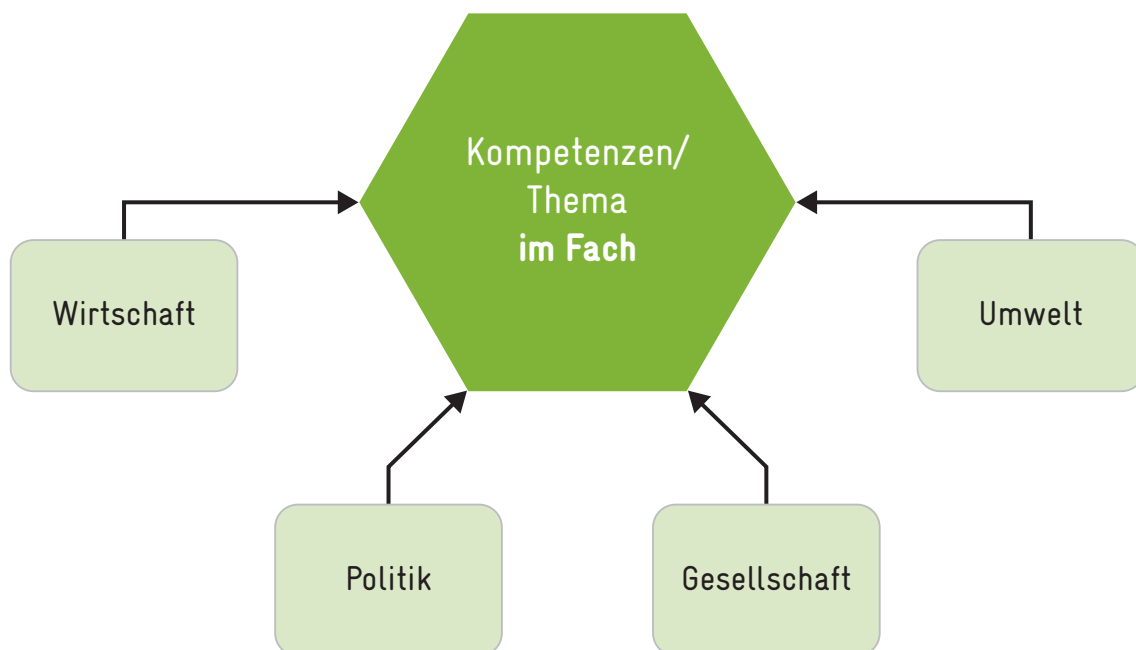 Kompetenzen/
Thema
im Fach
Wirtschaft
Umwelt
Politik
Gesellschaft